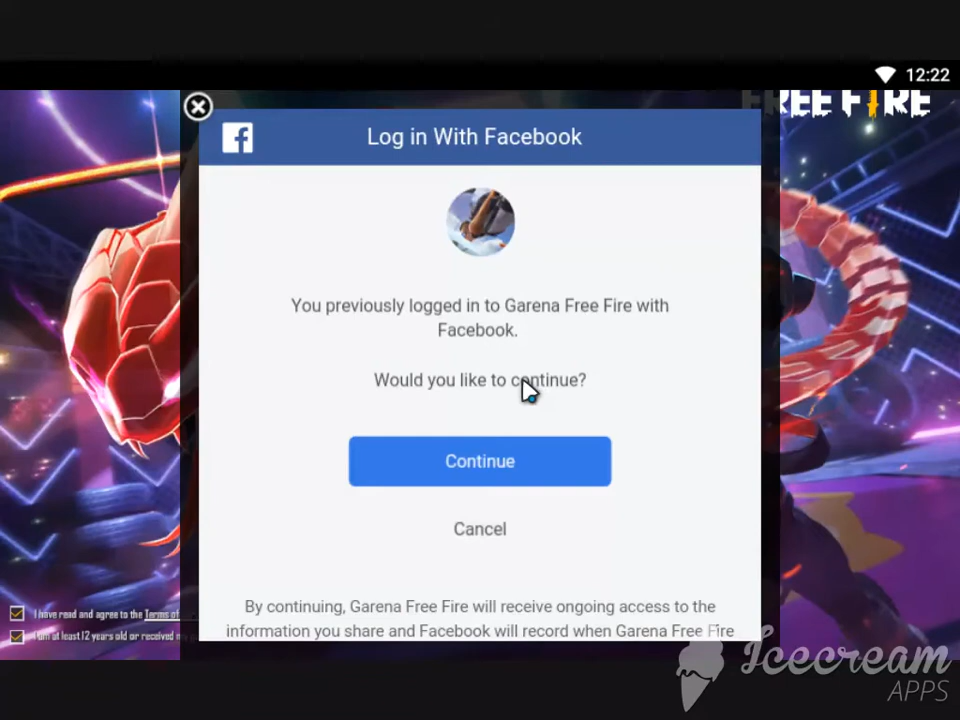 12:22
FREE FIRE
Log in With Facebook
You previously logged in to Garena Free Fire with
Facebook.
Would you like to continue?
Continue
Cancel
I have read and agree to the Terms of
I am at least 12 years old or received
By continuing, Garena Free Fire will receive ongoing access to the
information you share and Facebook will record when Garena Free Fire
Icecream
APPS